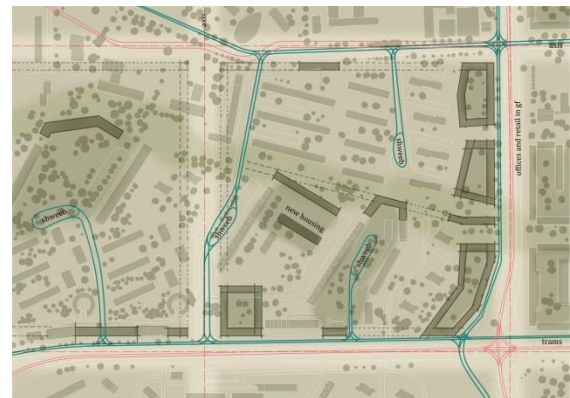 axis
axis
offices and retail in gf
shweeb
shweeb
shweeb
new housing
shweeb
trams